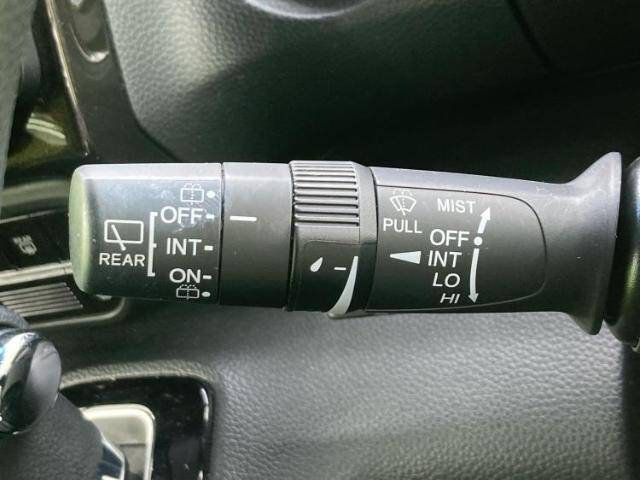 OFF
INT
ON
REAR
PULL
MIST
OFF
INT
LO
HI